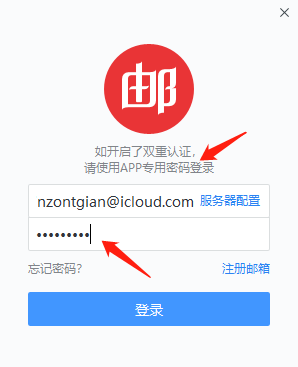 邮
如开启了双重认证，
请使用APP专用密码登录
nzontgian@icloud.com 服务器配置
•••••••••
忘记密码? 注册邮箱
登录